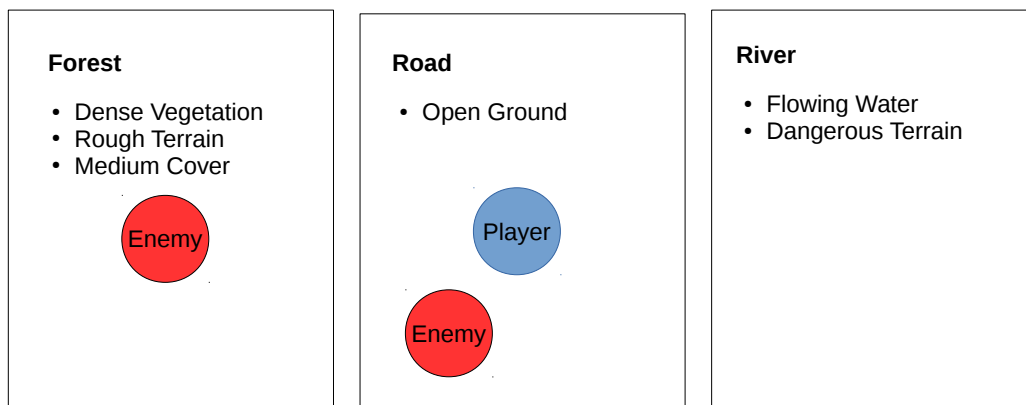 Forest
• Dense Vegetation
• Rough Terrain
• Medium Cover
Enemy
Road
• Open Ground
Player
Enemy
River
• Flowing Water
• Dangerous Terrain